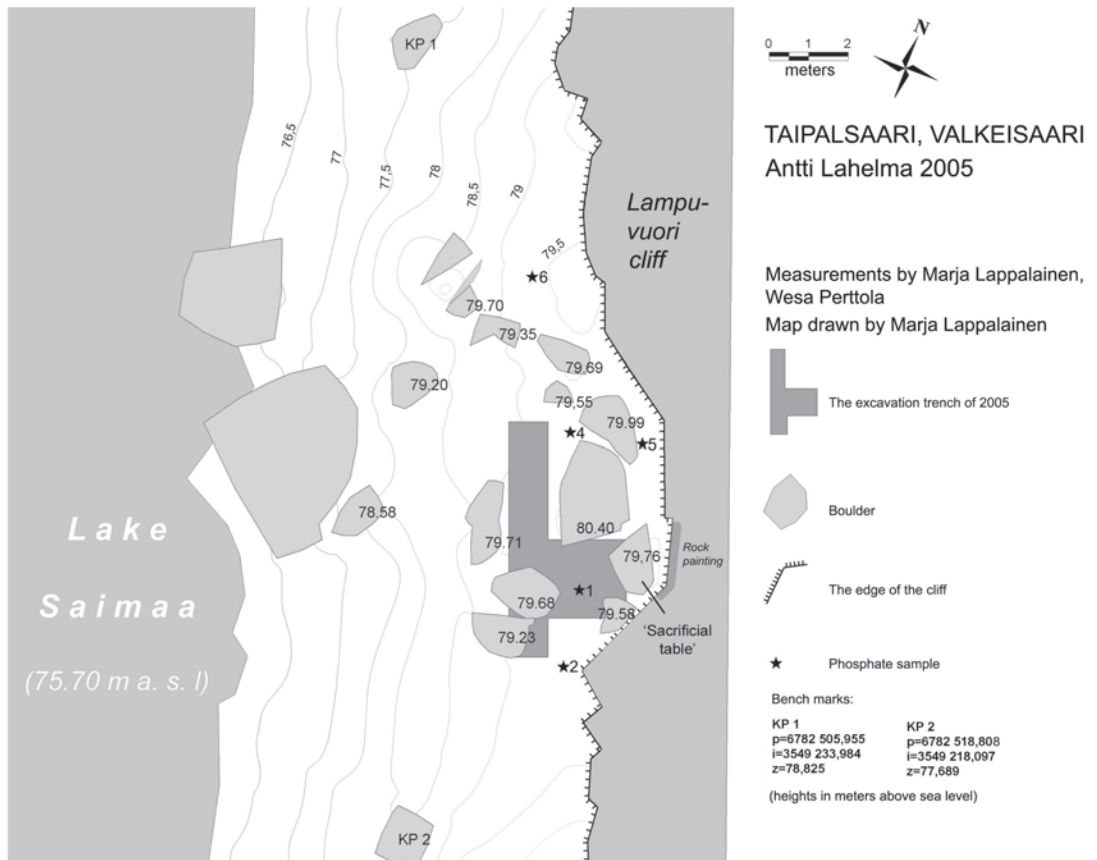 KP 1
76,5
77
77,5
78
78,5
79
79,5
Lampu-
vuori
cliff
6
79.70
79.35
79.69
79.20
79,55
79.99
4
5
78.58
79.71
80.40
79,76
Rock
painting
1
79.68
79.58
79.23
'Sacrificial
table'
2
Lake
Saimaa
(75.70 m a. s. l)
KP 2
0 1 2
meters
N
TAIPALSAARI, VALKEISAARI
Antti Lahelma 2005
Measurements by Marja Lappalainen,
Wesa Perttola
Map drawn by Marja Lappalainen
The excavation trench of 2005
Boulder
The edge of the cliff
Phosphate sample
Bench marks:
KP 1
p=6782 505,955
i=3549 233,984
z=78,825
KP 2
p=6782 518,808
i=3549 218,097
z=77,689
(heights in meters above sea level)